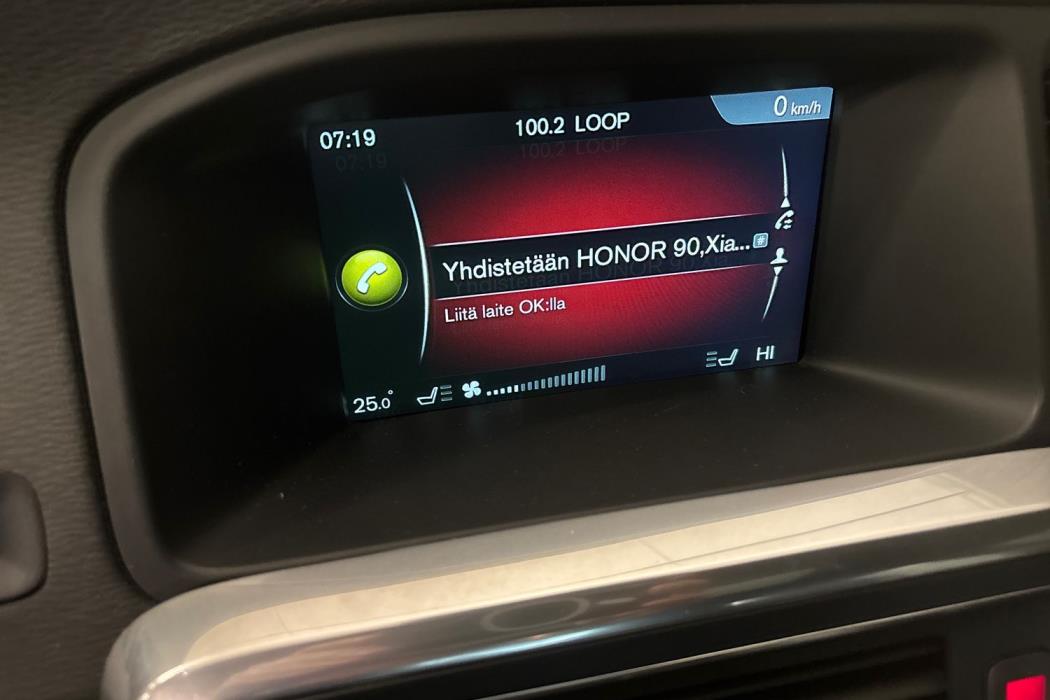 07:19
100.2 LOOP
0 km/h
Yhdistetään HONOR 90,Xia... #
Liitä laite OK:lla
25.0°
HI